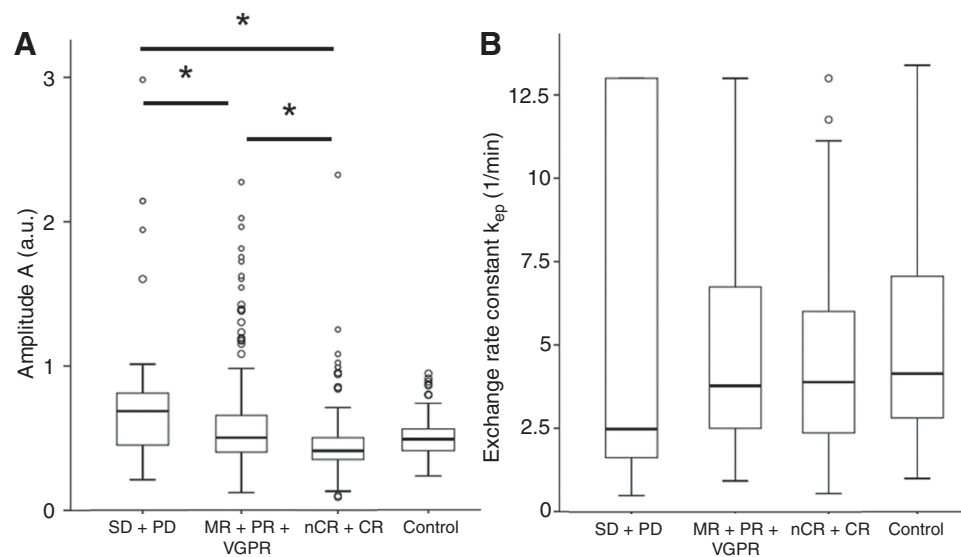 A
B
*
*
*
Amplitude A (a.u.)
3
2
1
0
SD + PD
MR + PR +
VGPR
nCR + CR
Control
Exchange rate constant kep (1/min)
12.5
10
7.5
5
2.5
0
SD + PD
MR + PR +
VGPR
nCR + CR
Control